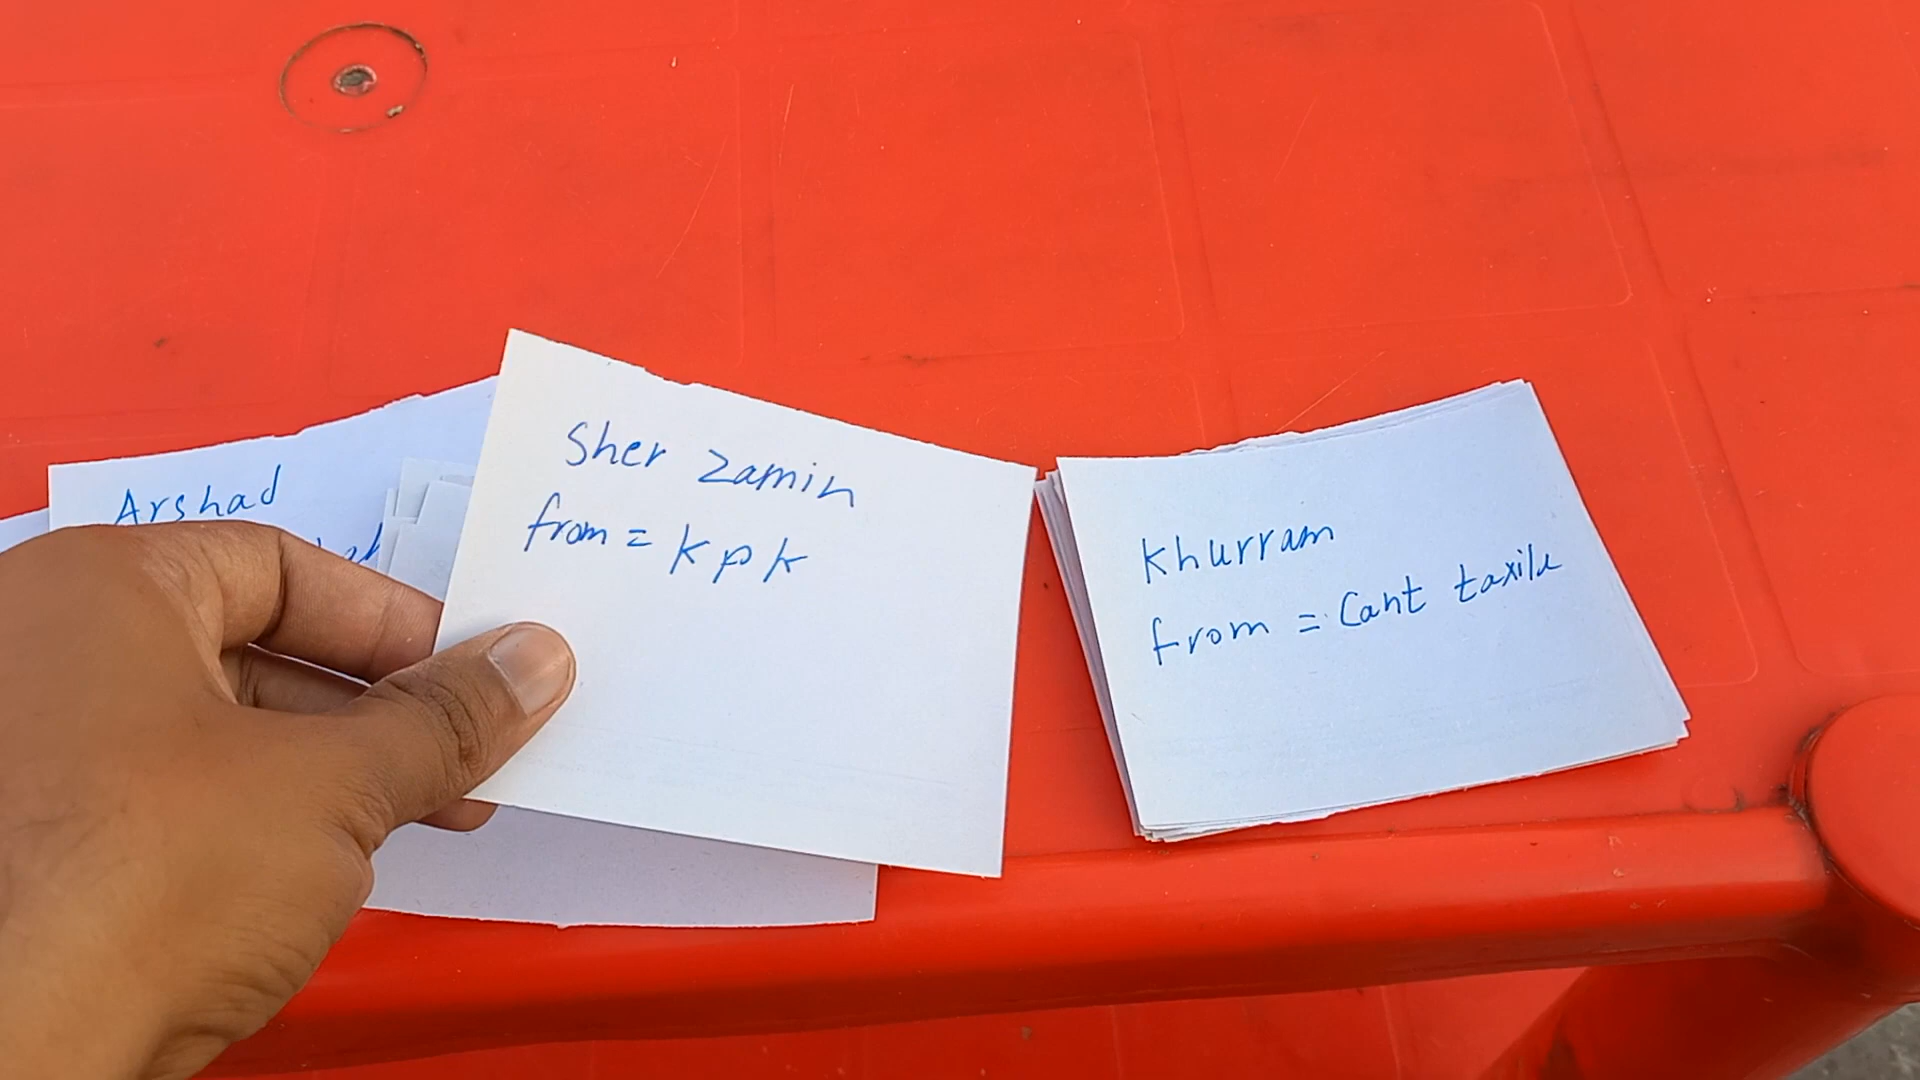 Arshad
Sher zamin
from = kpk
Khurram
from = Cant taxila